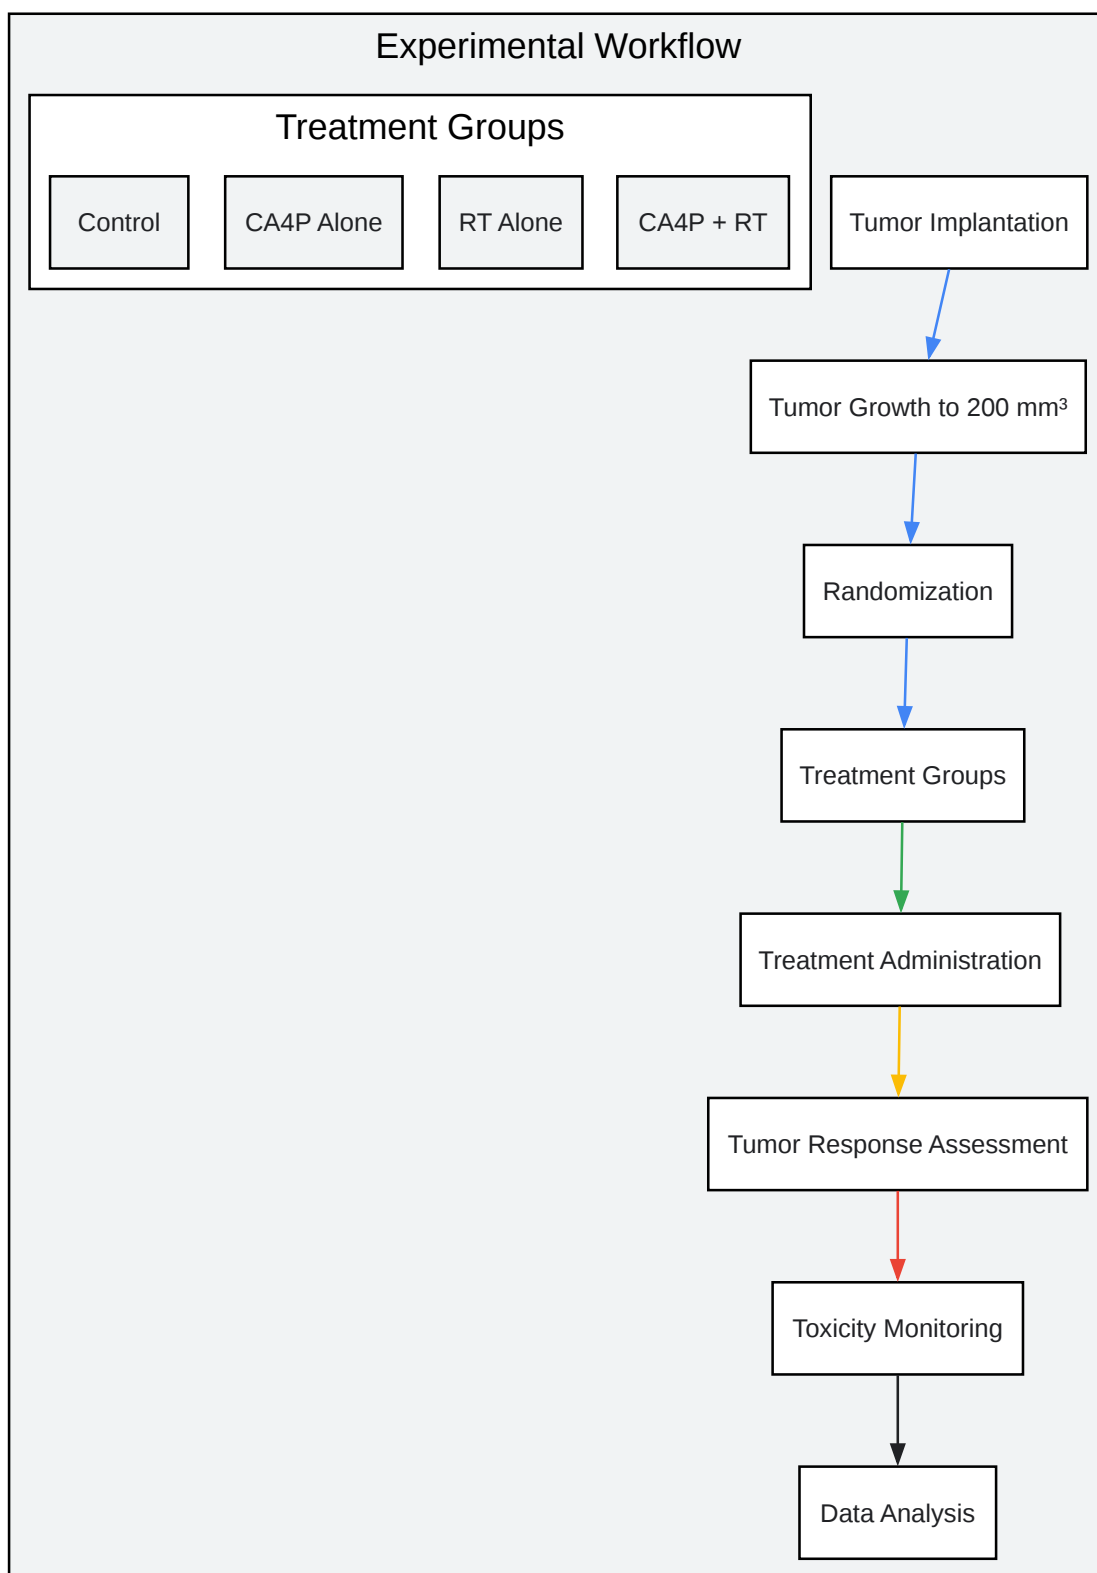 Experimental Workflow
Treatment Groups
Control
CA4P Alone
RT Alone
CA4P + RT
Tumor Implantation
Tumor Growth to 200 mm³
Randomization
Treatment Groups
Treatment Administration
Tumor Response Assessment
Toxicity Monitoring
Data Analysis